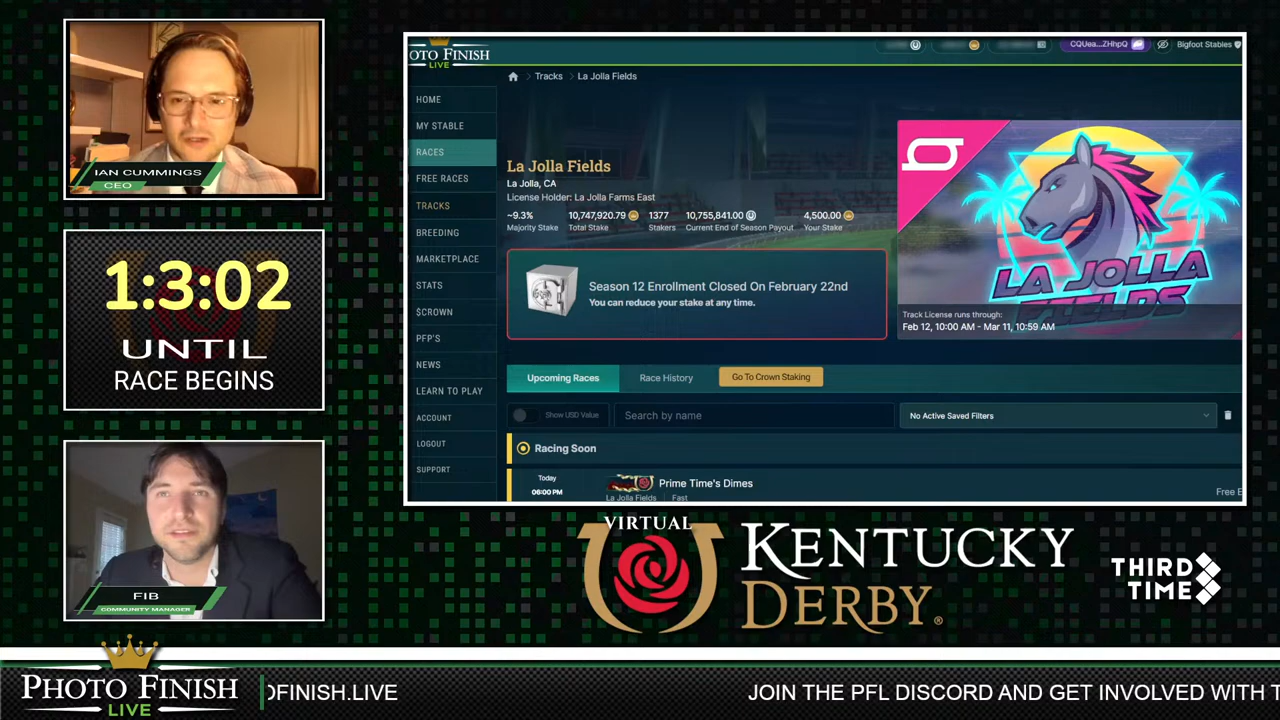 IAN CUMMINGS
CEO
1:3:02
UNTIL
RACE BEGINS
FIB
COMMUNITY MANAGER
OTO FINISH
LIVE
CQUea...ZHhpQ
Bigfoot Stables
HOME
MY STABLE
RACES
FREE RACES
TRACKS
BREEDING
MARKETPLACE
STATS
$CROWN
PFP'S
NEWS
LEARN TO PLAY
ACCOUNT
LOGOUT
SUPPORT
> Tracks > La Jolla Fields
La Jolla Fields
La Jolla, CA
License Holder: La Jolla Farms East
~9.3% 10,747,920.79 1377 10,755,841.00 4,500.00
Majority Stake Total Stake Stakers Current End of Season Payout Your Stake
Season 12 Enrollment Closed On February 22nd
You can reduce your stake at any time.
LA JOLLA
FIELDS
Track License runs through:
Feb 12, 10:00 AM - Mar 11, 10:59 AM
Upcoming Races Race History Go To Crown Staking
Show USD Value Search by name No Active Saved Filters
Racing Soon
Today
06:00 PM
Prime Time's Dimes
La Jolla Fields Fast
Free E
VIRTUAL
KENTUCKY
DERBY®
THIRD
TIME
PHOTO FINISH
LIVE
OFINISH.LIVE JOIN THE PFL DISCORD AND GET INVOLVED WITH T